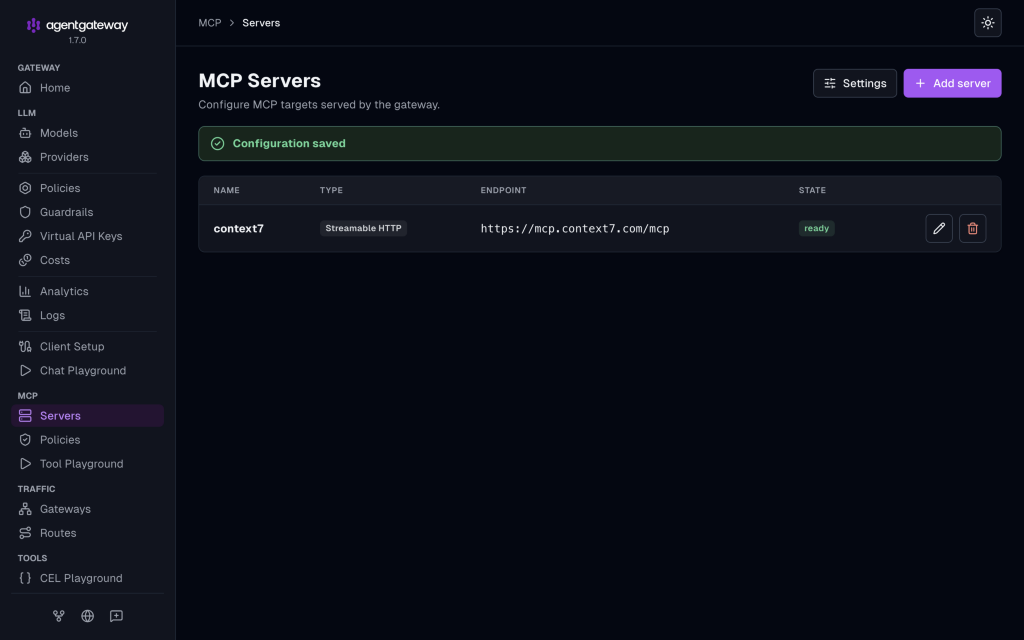 agentgateway
1.7.0
GATEWAY
Home
LLM
Models
Providers
Policies
Guardrails
Virtual API Keys
Costs
Analytics
Logs
Client Setup
Chat Playground
MCP
Servers
Policies
Tool Playground
TRAFFIC
Gateways
Routes
TOOLS
CEL Playground
MCP > Servers
MCP Servers
Configure MCP targets served by the gateway.
Settings
Add server
Configuration saved
NAME TYPE ENDPOINT STATE
context7 Streamable HTTP https://mcp.context7.com/mcp ready